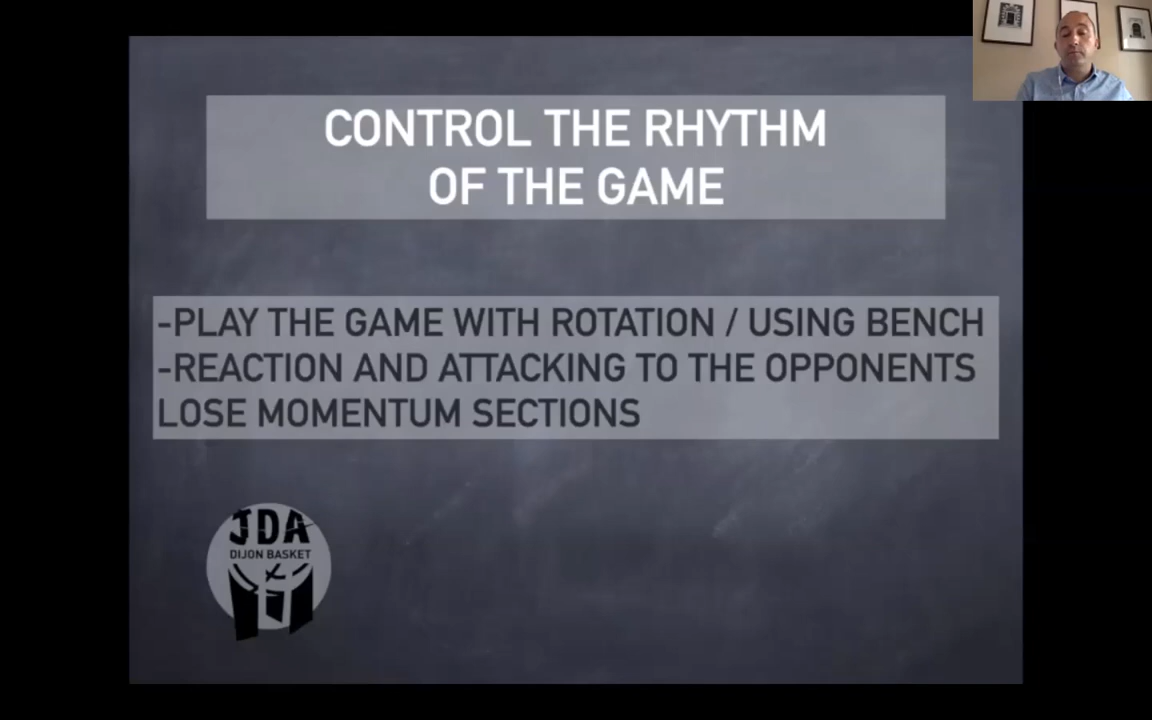 CONTROL THE RHYTHM
OF THE GAME
-PLAY THE GAME WITH ROTATION / USING BENCH
-REACTION AND ATTACKING TO THE OPPONENTS
LOSE MOMENTUM SECTIONS
JDA
DIJON BASKET